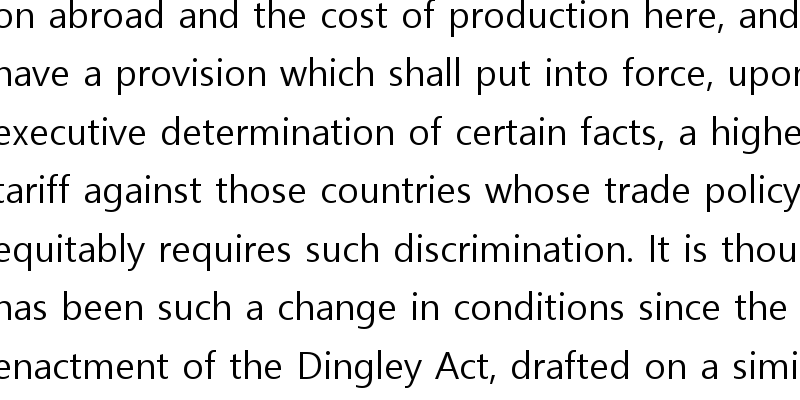 on abroad and the cost of production here, and
have a provision which shall put into force, upon
executive determination of certain facts, a highe
tariff against those countries whose trade policy
equitably requires such discrimination. It is thou
has been such a change in conditions since the
enactment of the Dingley Act, drafted on a simi